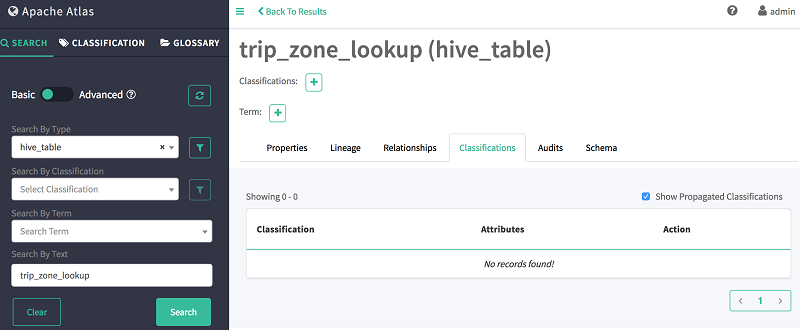 Apache Atlas
SEARCH CLASSIFICATION GLOSSARY
Basic Advanced
Search By Type
hive_table
Search By Classification
Select Classification
Search By Term
Search Term
Search By Text
trip_zone_lookup
Clear Search
Back To Results
admin
trip_zone_lookup (hive_table)
Classifications:
Term:
Properties Lineage Relationships Classifications Audits Schema
Showing 0 - 0 Show Propagated Classifications
Classification Attributes Action
No records found!
1